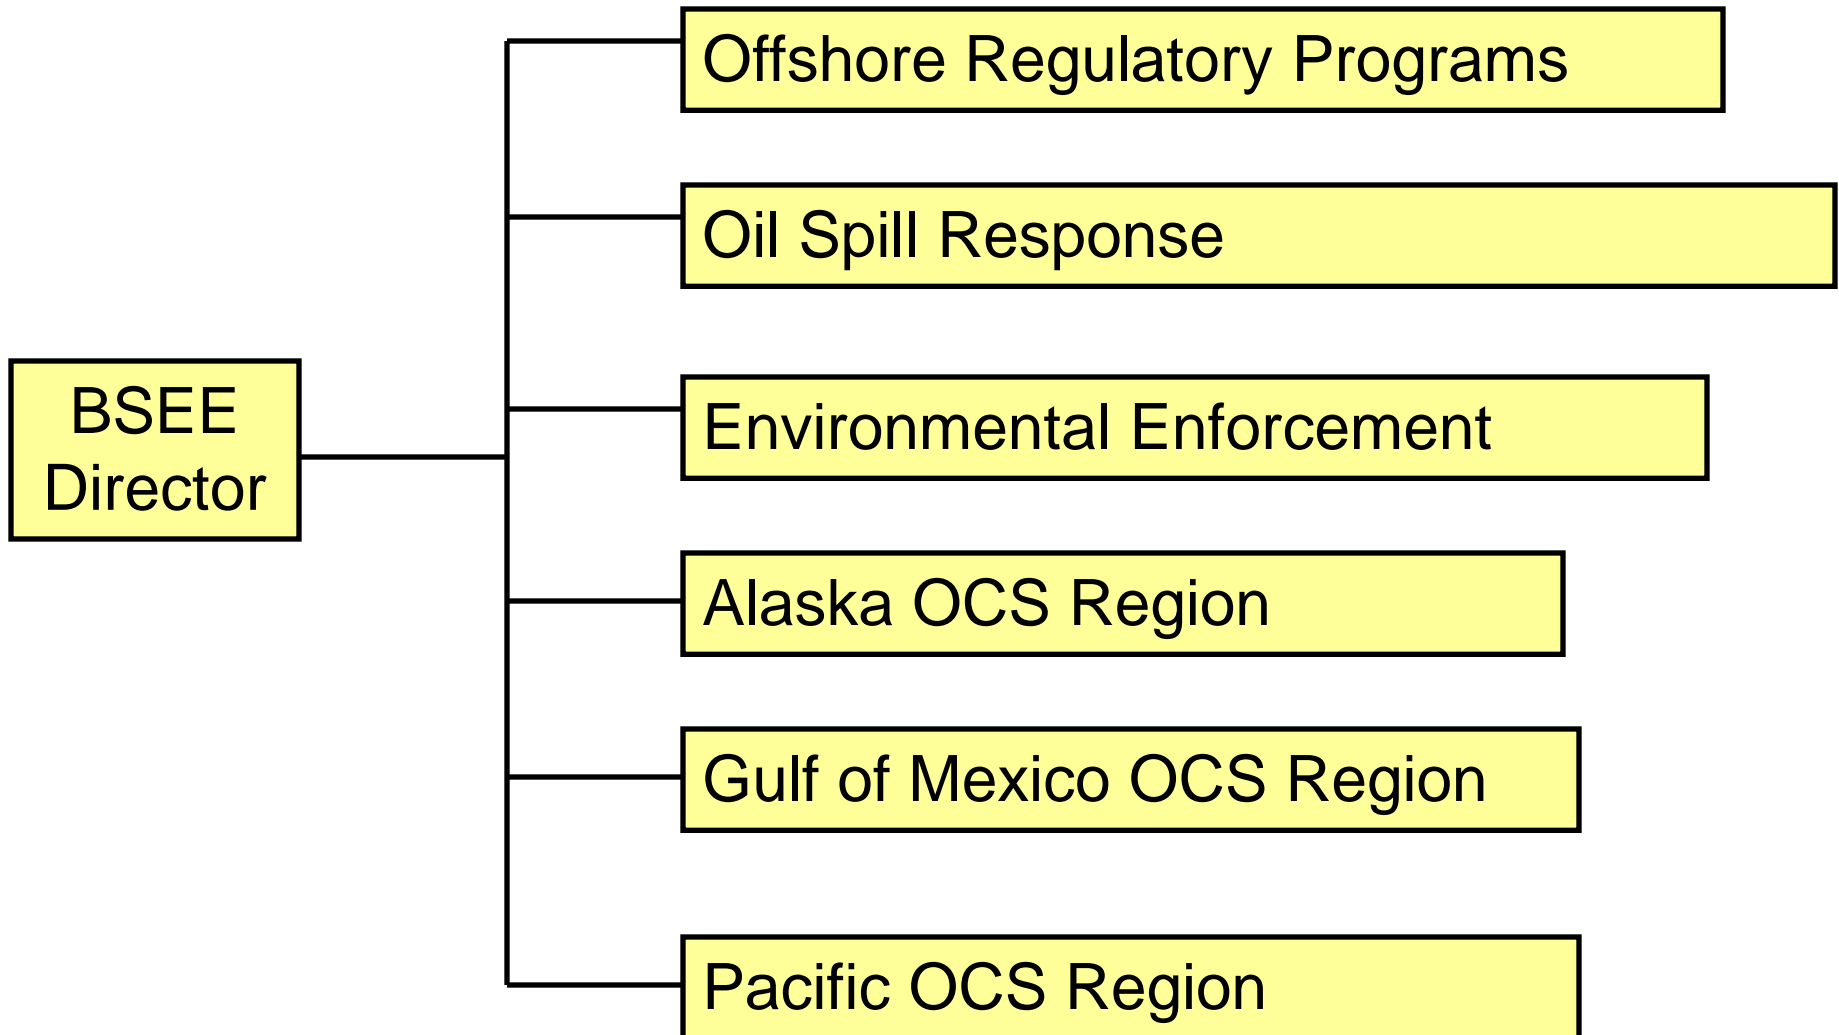 Offshore Regulatory Programs
Oil Spill Response
Environmental Enforcement
BSEE
Director
Alaska OCS Region
Gulf of Mexico OCS Region
Pacific OCS Region